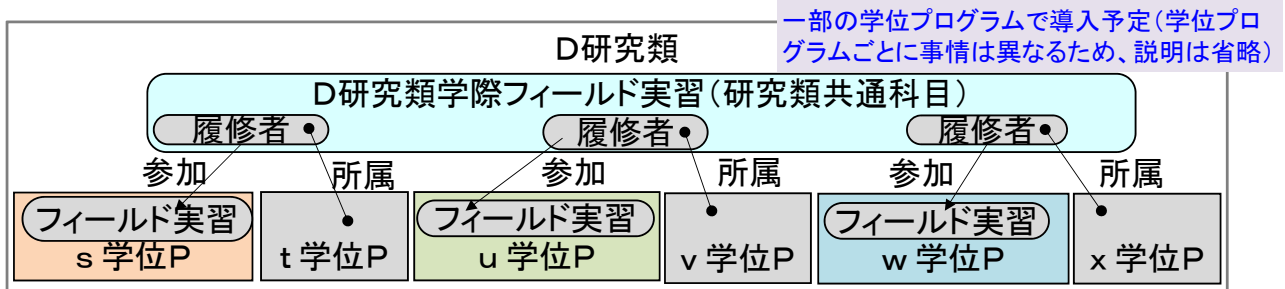 一部の学位プログラムで導入予定(学位プロ
グラムごとに事情は異なるため、説明は省略)
D研究類
D研究類学際フィールド実習(研究類共通科目)
履修者
履修者
履修者
参加
所属
参加
所属
参加
所属
フィールド実習
フィールド実習
フィールド実習
s 学位P
t 学位P
u 学位P
v 学位P
w 学位P
x 学位P